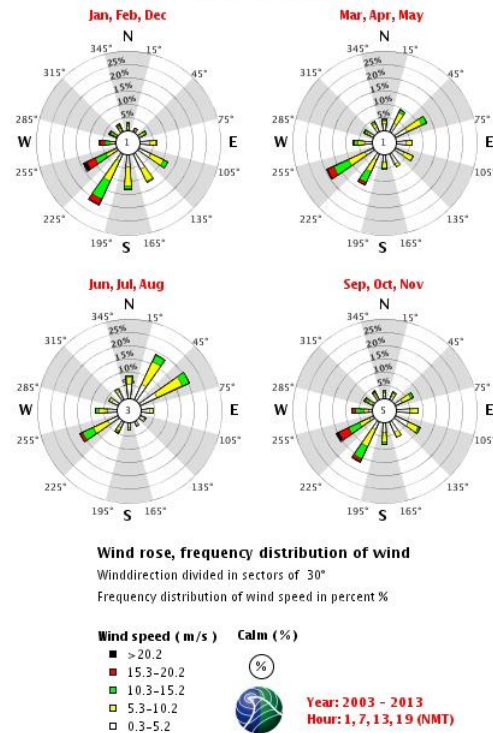 Jan, Feb, Dec
N
345° 15°
315° 45°
25%
20%
15%
10%
5%
285° 75°
W 1 E
255° 105°
225° 135°
195° 165°
S
Mar, Apr, May
N
345° 15°
315° 45°
25%
20%
15%
10%
5%
285° 75°
W 1 E
255° 105°
225° 135°
195° 165°
S
Jun, Jul, Aug
N
345° 15°
315° 45°
25%
20%
15%
10%
285° 75°
W 3 E
255° 105°
225° 135°
195° 165°
S
Sep, Oct, Nov
N
345° 15°
315° 45°
25%
20%
15%
10%
5%
285° 75°
W 5 E
255° 105°
225° 135°
195° 165°
S
Wind rose, frequency distribution of wind
Winddirection divided in sectors of 30°
Frequency distribution of wind speed in percent %
Wind speed ( m/s ) Calm (%)
>20.2
15.3-20.2
10.3-15.2
5.3-10.2
0.3-5.2
%
Year: 2003 - 2013
Hour: 1, 7, 13, 19 (NMT)